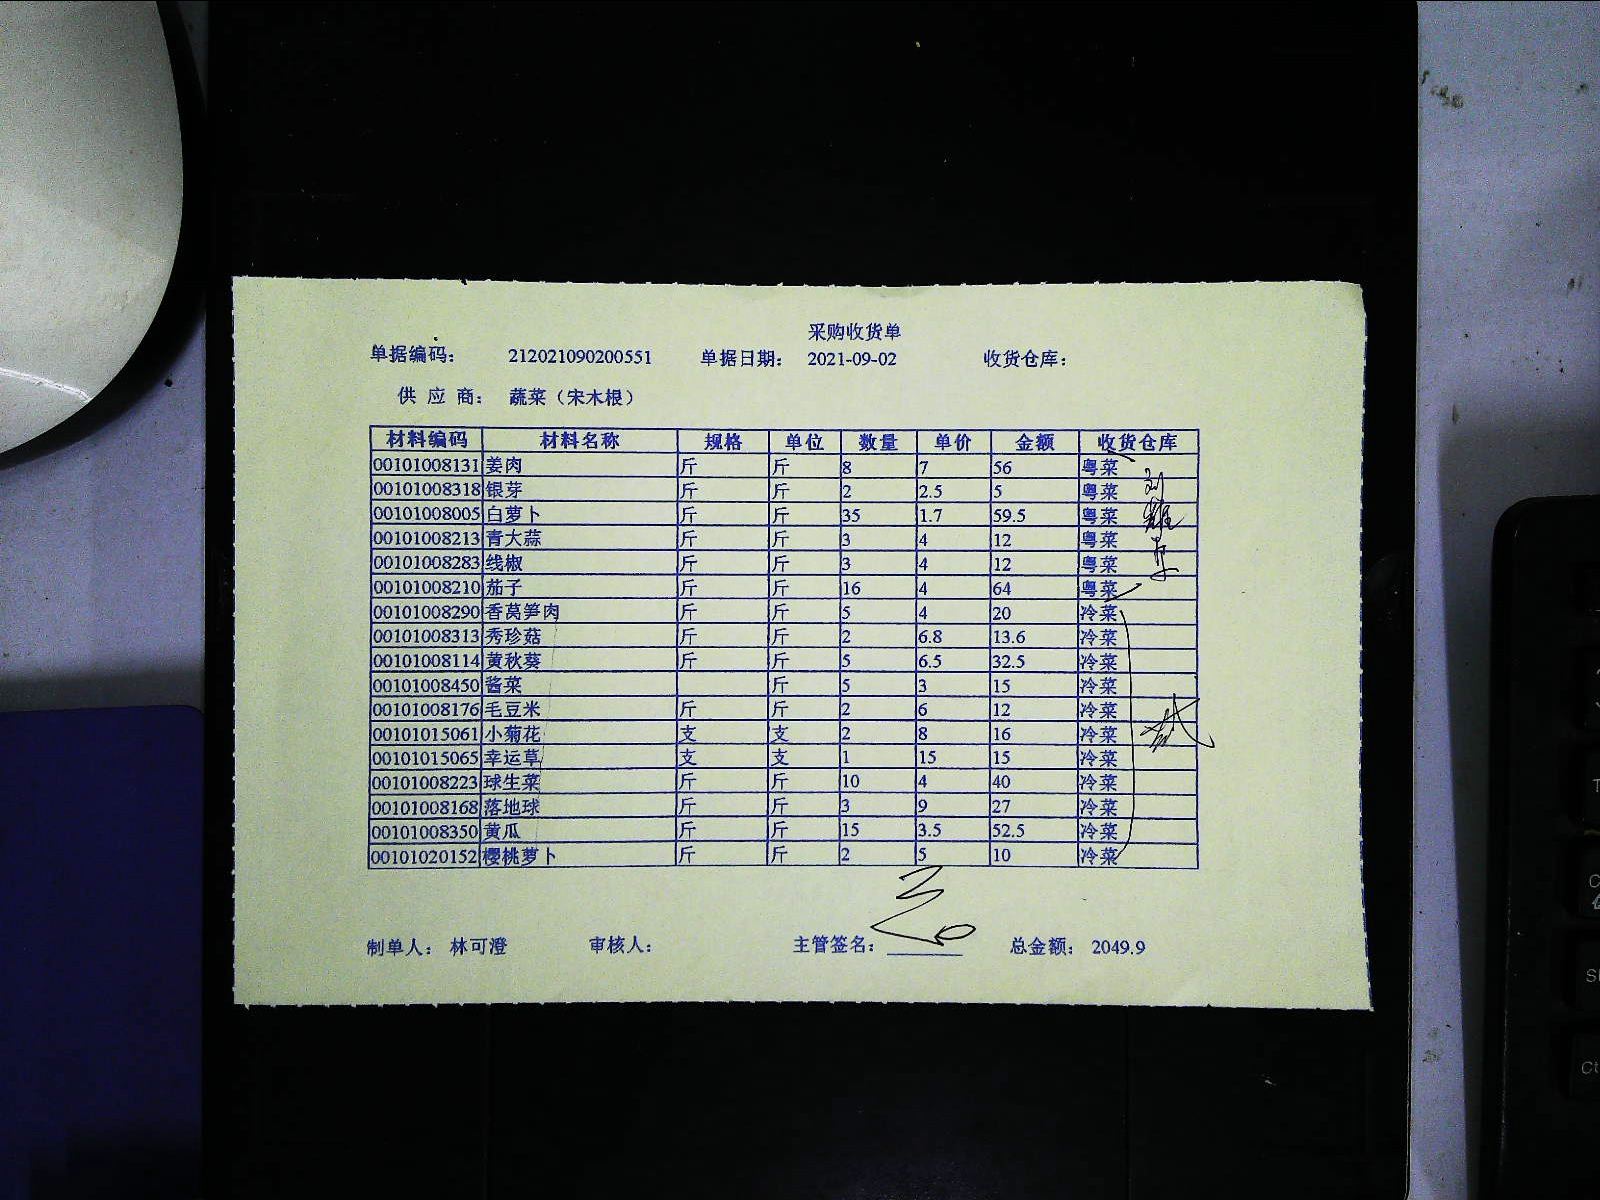 采购收货单
单据编码： 212021090200551 单据日期： 2021-09-02 收货仓库：
供 应 商： 蔬菜（宋木根）
材料编码 材料名称 规格 单位 数量 单价 金额 收货仓库
00101008131 姜肉 斤 斤 8 7 56 粤菜
00101008318 银芽 斤 斤 2 2.5 5 粤菜
00101008005 白萝卜 斤 斤 35 1.7 59.5 粤菜
00101008213 青大蒜 斤 斤 3 4 12 粤菜
00101008283 线椒 斤 斤 3 4 12 粤菜
00101008210 茄子 斤 斤 16 4 64 粤菜
00101008290 香莴笋肉 斤 斤 5 4 20 冷菜
00101008313 秀珍菇 斤 斤 2 6.8 13.6 冷菜
00101008114 黄秋葵 斤 斤 5 6.5 32.5 冷菜
00101008450 酱菜 斤 5 3 15 冷菜
00101008176 毛豆米 斤 斤 2 6 12 冷菜
00101015061 小菊花 支 支 2 8 16 冷菜
00101015065 幸运草 支 支 1 15 15 冷菜
00101008223 球生菜 斤 斤 10 4 40 冷菜
00101008168 落地球 斤 斤 3 9 27 冷菜
00101008350 黄瓜 斤 斤 15 3.5 52.5 冷菜
00101020152 樱桃萝卜 斤 斤 2 5 10 冷菜
制单人： 林可澄 审核人： 主管签名： 总金额： 2049.9